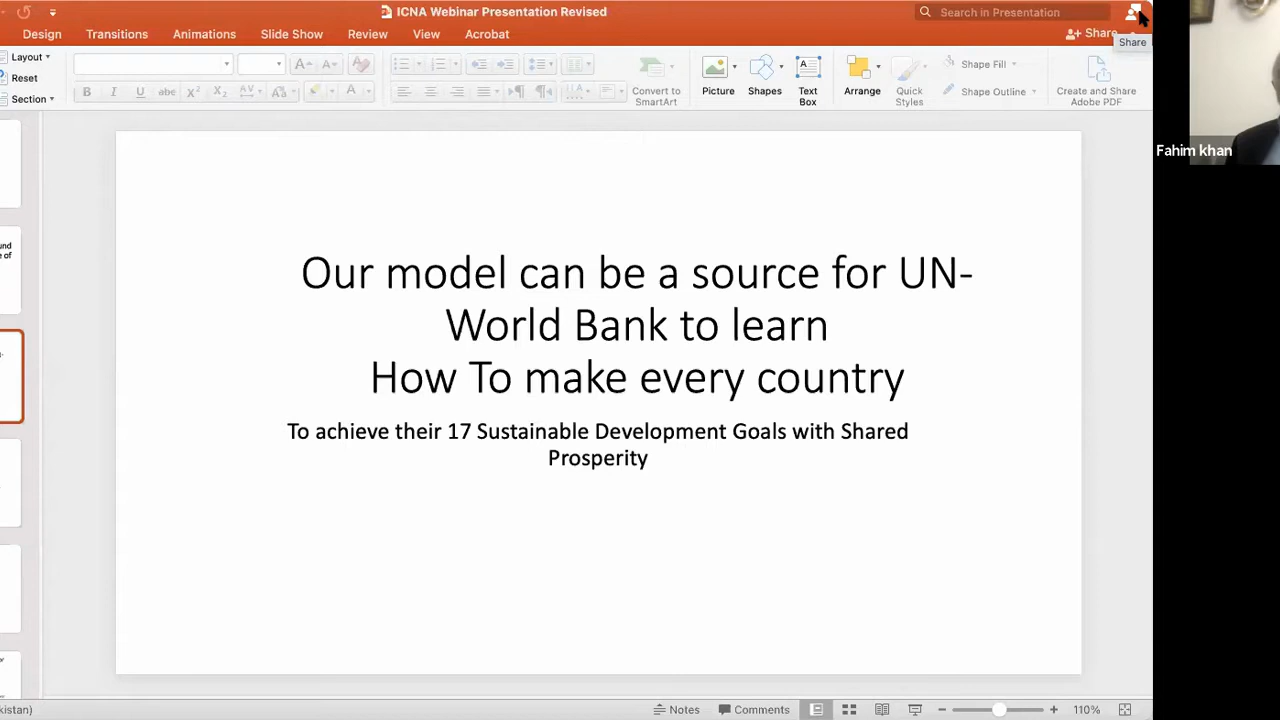 ICNA Webinar Presentation Revised
Search in Presentation
Design Transitions Animations Slide Show Review View Acrobat
Share
Share
Layout
Reset
Section
Convert to
SmartArt
Picture
Shapes
Text
Box
Arrange
Quick
Styles
Shape Fill
Shape Outline
Create and Share
Adobe PDF
Fahim khan
und
e of
Our model can be a source for UN-
World Bank to learn
How To make every country
To achieve their 17 Sustainable Development Goals with Shared
Prosperity
kistan)
Notes Comments 110%